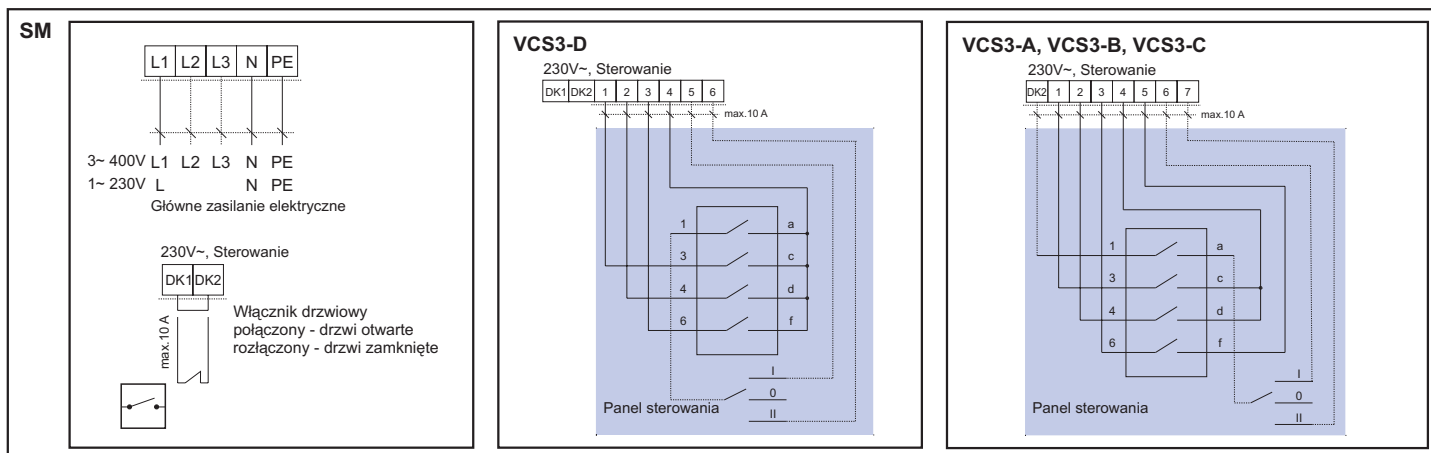 SM
L1 L2 L3 N PE
3~ 400V L1 L2 L3 N PE
1~ 230V L N PE
Główne zasilanie elektryczne
230V~, Sterowanie
DK1 DK2
max.10 A
Włącznik drzwiowy
połączony - drzwi otwarte
rozłączony - drzwi zamknięte
VCS3-D
230V~, Sterowanie
DK1 DK2 1 2 3 4 5 6
max.10 A
1 a
3 c
4 d
6 f
I
0
Panel sterowania
II
VCS3-A, VCS3-B, VCS3-C
230V~, Sterowanie
DK2 1 2 3 4 5 6 7
max.10 A
1 a
3 c
4 d
6 f
I
0
Panel sterowania
II